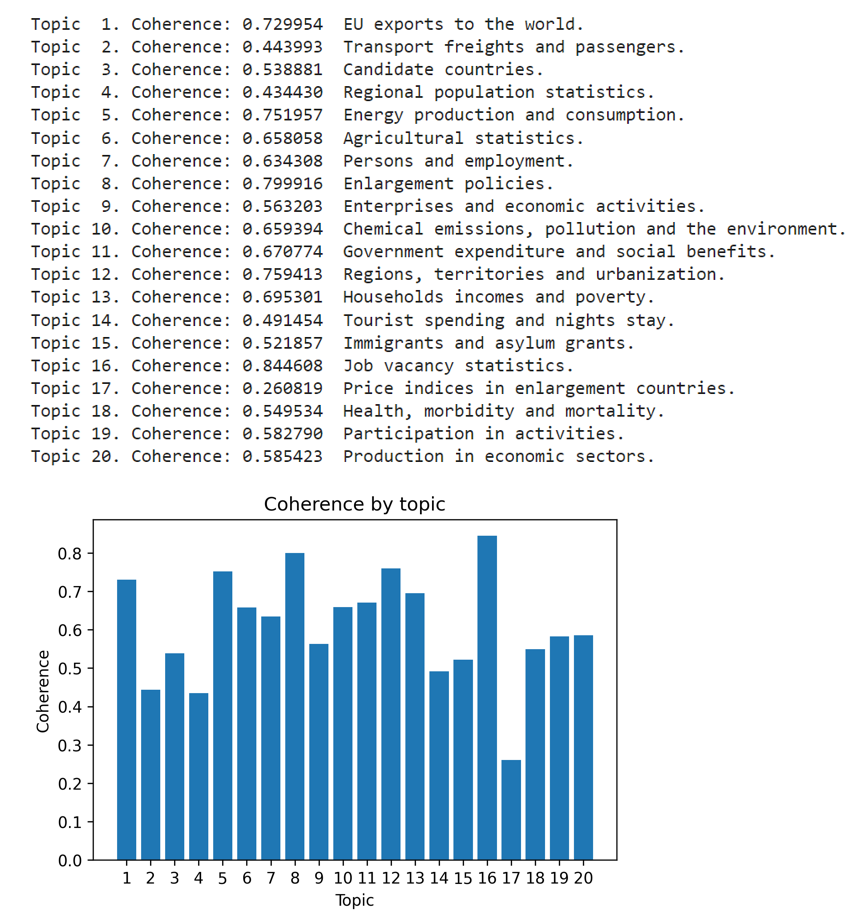 Topic  1. Coherence: 0.729954  EU exports to the world.
Topic  2. Coherence: 0.443993  Transport freights and passengers.
Topic  3. Coherence: 0.538881  Candidate countries.
Topic  4. Coherence: 0.434430  Regional population statistics.
Topic  5. Coherence: 0.751957  Energy production and consumption.
Topic  6. Coherence: 0.658058  Agricultural statistics.
Topic  7. Coherence: 0.634308  Persons and employment.
Topic  8. Coherence: 0.799916  Enlargement policies.
Topic  9. Coherence: 0.563203  Enterprises and economic activities.
Topic 10. Coherence: 0.659394  Chemical emissions, pollution and the environment.
Topic 11. Coherence: 0.670774  Government expenditure and social benefits.
Topic 12. Coherence: 0.759413  Regions, territories and urbanization.
Topic 13. Coherence: 0.695301  Households incomes and poverty.
Topic 14. Coherence: 0.491454  Tourist spending and nights stay.
Topic 15. Coherence: 0.521857  Immigrants and asylum grants.
Topic 16. Coherence: 0.844608  Job vacancy statistics.
Topic 17. Coherence: 0.260819  Price indices in enlargement countries.
Topic 18. Coherence: 0.549534  Health, morbidity and mortality.
Topic 19. Coherence: 0.582790  Participation in activities.
Topic 20. Coherence: 0.585423  Production in economic sectors.
Coherence by topic
Coherence
0.8
0.7
0.6
0.5
0.4
0.3
0.2
0.1
0.0
1 2 3 4 5 6 7 8 9 10 11 12 13 14 15 16 17 18 19 20
Topic